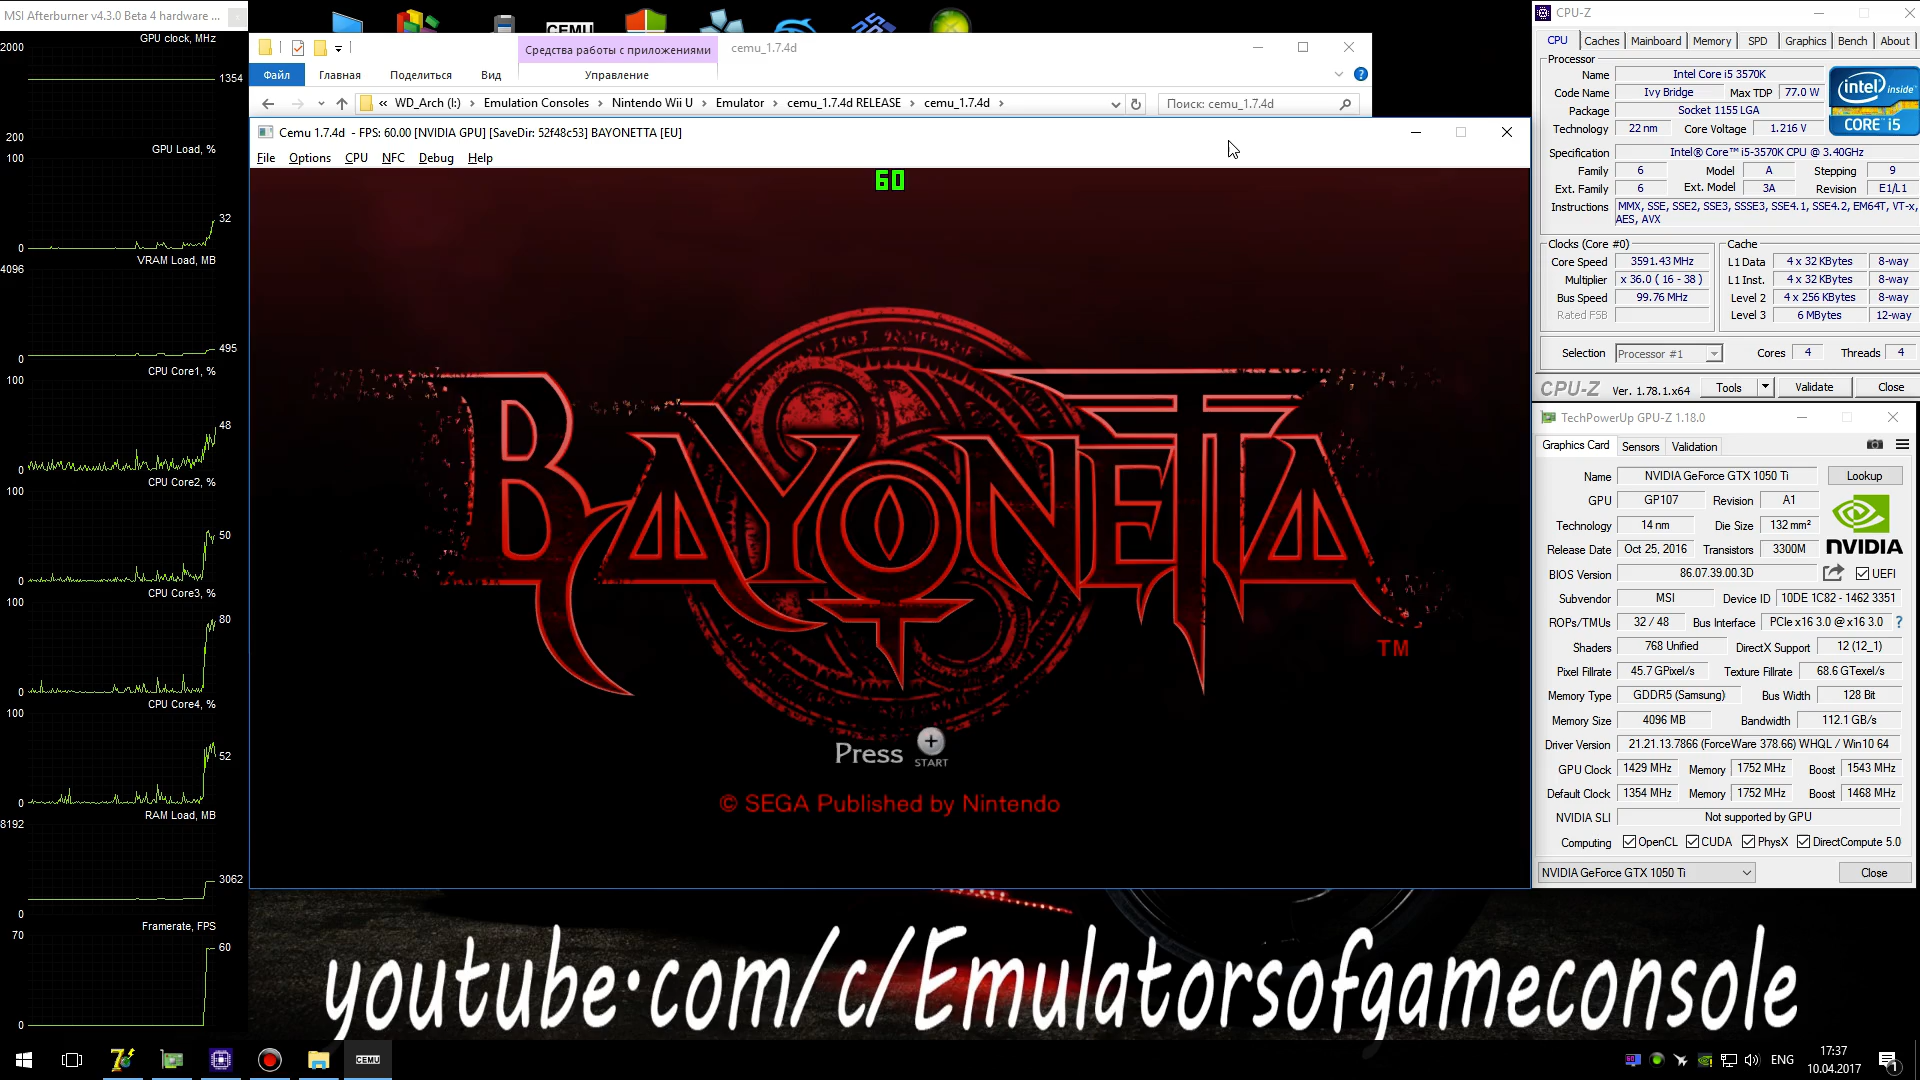 MSI Afterburner v4.3.0 Beta 4 hardware ...
GPU clock, MHz
2000
1354
200
GPU Load, %
100
32
0
VRAM Load, MB
4096
495
0
CPU Core1, %
100
48
0
CPU Core2, %
100
50
0
CPU Core3, %
100
80
0
CPU Core4, %
100
52
0
RAM Load, MB
8192
3062
0
Framerate, FPS
70
60
0
CEMU
Средства работы с приложениями
cemu_1.7.4d
Файл Главная Поделиться Вид Управление
« WD_Arch (I:) Emulation Consoles Nintendo Wii U Emulator cemu_1.7.4d RELEASE cemu_1.7.4d
Поиск: cemu_1.7.4d
Cemu 1.7.4d - FPS: 60.00 [NVIDIA GPU] [SaveDir: 52f48c53] BAYONETTA [EU]
File Options CPU NFC Debug Help
60
BAYONETTA
TM
Press + START
© SEGA Published by Nintendo
CPU-Z
CPU Caches Mainboard Memory SPD Graphics Bench About
Processor
Name Intel Core i5 3570K
Code Name Ivy Bridge Max TDP 77.0 W
Package Socket 1155 LGA
Technology 22 nm Core Voltage 1.216 V
intel inside™
CORE i5
Specification Intel® Core™ i5-3570K CPU @ 3.40GHz
Family 6 Model A Stepping 9
Ext. Family 6 Ext. Model 3A Revision E1/L1
Instructions MMX, SSE, SSE2, SSE3, SSSE3, SSE4.1, SSE4.2, EM64T, VT-x,
AES, AVX
Clocks (Core #0) Cache
Core Speed 3591.43 MHz L1 Data 4 x 32 KBytes 8-way
Multiplier x 36.0 ( 16 - 38 ) L1 Inst. 4 x 32 KBytes 8-way
Bus Speed 99.76 MHz Level 2 4 x 256 KBytes 8-way
Rated FSB Level 3 6 MBytes 12-way
Selection Processor #1 Cores 4 Threads 4
CPU-Z Ver. 1.78.1.x64 Tools Validate Close
TechPowerUp GPU-Z 1.18.0
Graphics Card Sensors Validation
Name NVIDIA GeForce GTX 1050 Ti Lookup
GPU GP107 Revision A1
Technology 14 nm Die Size 132 mm²
Release Date Oct 25, 2016 Transistors 3300M
NVIDIA
BIOS Version 86.07.39.00.3D UEFI
Subvendor MSI Device ID 10DE 1C82 - 1462 3351
ROPs/TMUs 32 / 48 Bus Interface PCIe x16 3.0 @ x16 3.0 ?
Shaders 768 Unified DirectX Support 12 (12_1)
Pixel Fillrate 45.7 GPixel/s Texture Fillrate 68.6 GTexel/s
Memory Type GDDR5 (Samsung) Bus Width 128 Bit
Memory Size 4096 MB Bandwidth 112.1 GB/s
Driver Version 21.21.13.7866 (ForceWare 378.66) WHQL / Win10 64
GPU Clock 1429 MHz Memory 1752 MHz Boost 1543 MHz
Default Clock 1354 MHz Memory 1752 MHz Boost 1468 MHz
NVIDIA SLI Not supported by GPU
Computing OpenCL CUDA PhysX DirectCompute 5.0
NVIDIA GeForce GTX 1050 Ti Close
youtube.com/c/Emulatorsofgameconsole
CEMU
ENG
17:37
10.04.2017
1